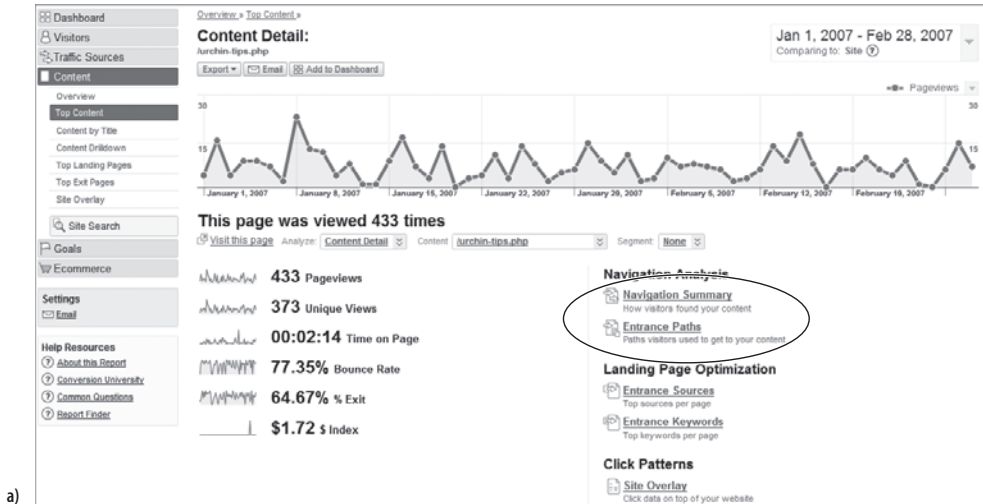 Dashboard
Visitors
Traffic Sources
Content
Overview
Top Content
Content by Title
Content Drilldown
Top Landing Pages
Top Exit Pages
Site Overlay
Site Search
Goals
Ecommerce
Settings
Email
Help Resources
About this Report
Conversion University
Common Questions
Report Finder
Overview » Top Content »
Content Detail:
/urchin-tips.php
Export Email Add to Dashboard
Jan 1, 2007 - Feb 28, 2007
Comparing to: Site
Pageviews
30 30
15 15
January 1, 2007 January 8, 2007 January 15, 2007 January 22, 2007 January 29, 2007 February 5, 2007 February 12, 2007 February 19, 2007
This page was viewed 433 times
Visit this page Analyze: Content Detail Content /urchin-tips.php Segment: None
433 Pageviews
373 Unique Views
00:02:14 Time on Page
77.35% Bounce Rate
64.67% % Exit
$1.72 $ Index
Navigation Analysis
Navigation Summary
How visitors found your content
Entrance Paths
Paths visitors used to get to your content
Landing Page Optimization
Entrance Sources
Top sources per page
Entrance Keywords
Top keywords per page
Click Patterns
Site Overlay
Click data on top of your website
a)